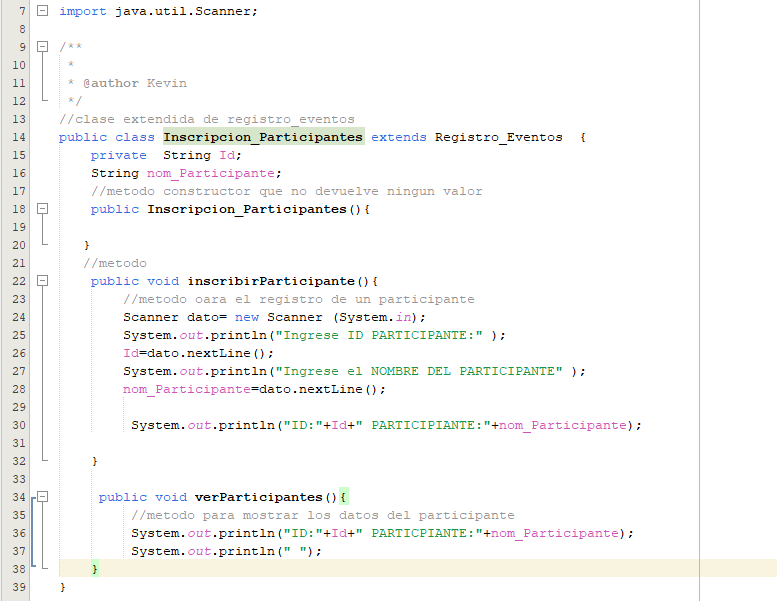 7 import java.util.Scanner;
8
9 /**
10 *
11 * @author Kevin
12 */
13 //clase extendida de registro_eventos
14 public class Inscripcion_Participantes extends Registro_Eventos {
15 private String Id;
16 String nom_Participante;
17 //metodo constructor que no devuelve ningun valor
18 public Inscripcion_Participantes(){
19
20 }
21 //metodo
22 public void inscribirParticipante(){
23 //metodo oara el registro de un participante
24 Scanner dato= new Scanner (System.in);
25 System.out.println("Ingrese ID PARTICIPANTE:" );
26 Id=dato.nextLine();
27 System.out.println("Ingrese el NOMBRE DEL PARTICIPANTE" );
28 nom_Participante=dato.nextLine();
29
30 System.out.println("ID:"+Id+" PARTICIPIANTE:"+nom_Participante);
31
32 }
33
34 public void verParticipantes(){
35 //metodo para mostrar los datos del participante
36 System.out.println("ID:"+Id+" PARTICPIANTE:"+nom_Participante);
37 System.out.println(" ");
38 }
39 }